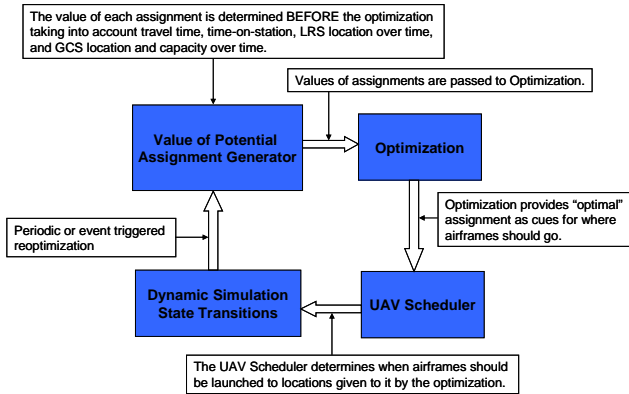 The value of each assignment is determined BEFORE the optimization
taking into account travel time, time-on-station, LRS location over time,
and GCS location and capacity over time.
Values of assignments are passed to Optimization.
Value of Potential
Assignment Generator
Optimization
Optimization provides “optimal”
assignment as cues for where
airframes should go.
Periodic or event triggered
reoptimization
Dynamic Simulation
State Transitions
UAV Scheduler
The UAV Scheduler determines when airframes should
be launched to locations given to it by the optimization.